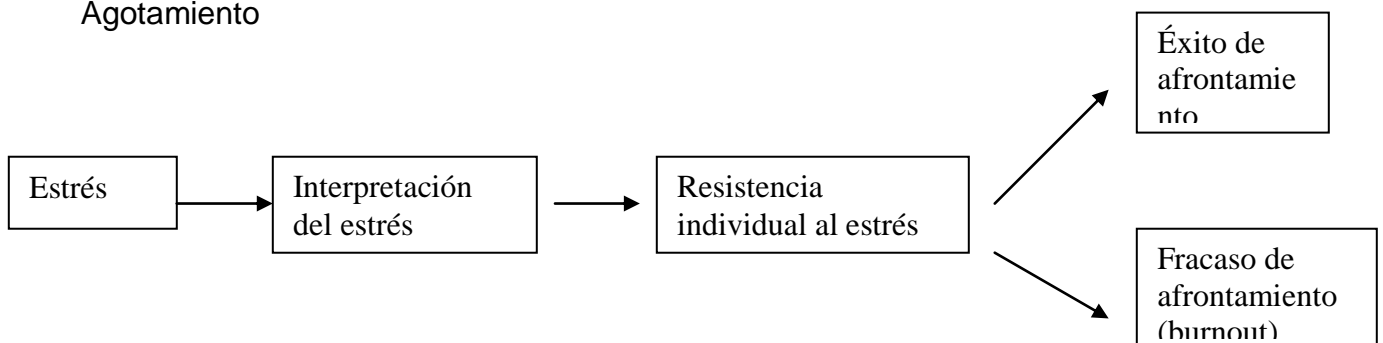 Agotamiento
Éxito de
afrontamie
nto
Estrés
Interpretación
del estrés
Resistencia
individual al estrés
Fracaso de
afrontamiento
(burnout)